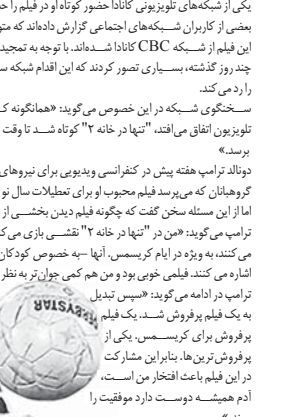 یکی از شبکه‌های تلویزیونی کانادا حضور کوتاه او در فیلم را
بعضی از کاربران شبکه‌های اجتماعی گزارش داده‌اند که
این فیلم از شبکه CBC کانادا شده‌اند. با توجه به
چند روز گذشته، بسیاری تصور کردند که این اقدام شبکه
را رد می‌کند.
سخنگوی شبکه در این خصوص می‌گوید: «همانگونه
تلویزیون اتفاق می‌افتد، "تنها در خانه ۲" کوتاه شد تا وقت
برسد.»
دونالد ترامپ هفته پیش در کنفرانسی ویدیویی برای نیروهای
گروهبانان که می‌پرسد فیلم محبوب او برای تعطیلات سال نو
اما از این مسئله سخن گفت که چگونه فیلم دیدن بخشی از
ترامپ می‌گوید: «من در "تنها در خانه ۲" نقشی بازی
می‌کنند، به ویژه در ایام کریسمس. آنها –به خصوص کودکان
اشاره می کنند. فیلمی خوبی بود و من هم کمی جوان‌تر به نظر
ترامپ در ادامه می‌گوید: «سپس تبدیل
به یک فیلم پرفروش شد. یک فیلم
پرفروش برای کریسمس. یکی از
پرفروش‌ترین‌ها. بنابراین مشارکت
در این فیلم باعث افتخار من است،
آدم همیشه دوست دارد موفقیت را